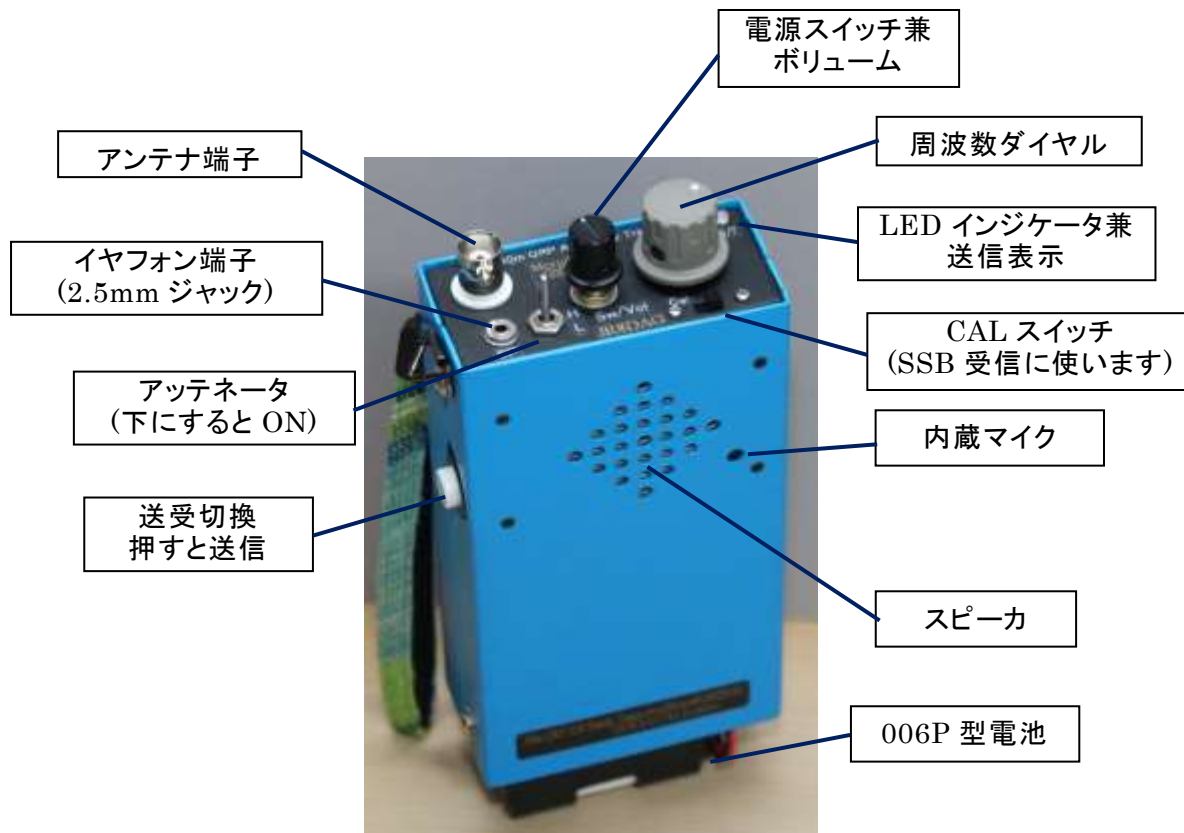 電源スイッチ兼
ボリューム
アンテナ端子
周波数ダイヤル
LED インジケータ兼
送信表示
イヤフォン端子
(2.5mm ジャック)
CAL スイッチ
(SSB 受信に使います)
アッテネータ
(下にすると ON)
内蔵マイク
送受切換
押すと送信
スピーカ
006P 型電池
H
L
Sw/Vol